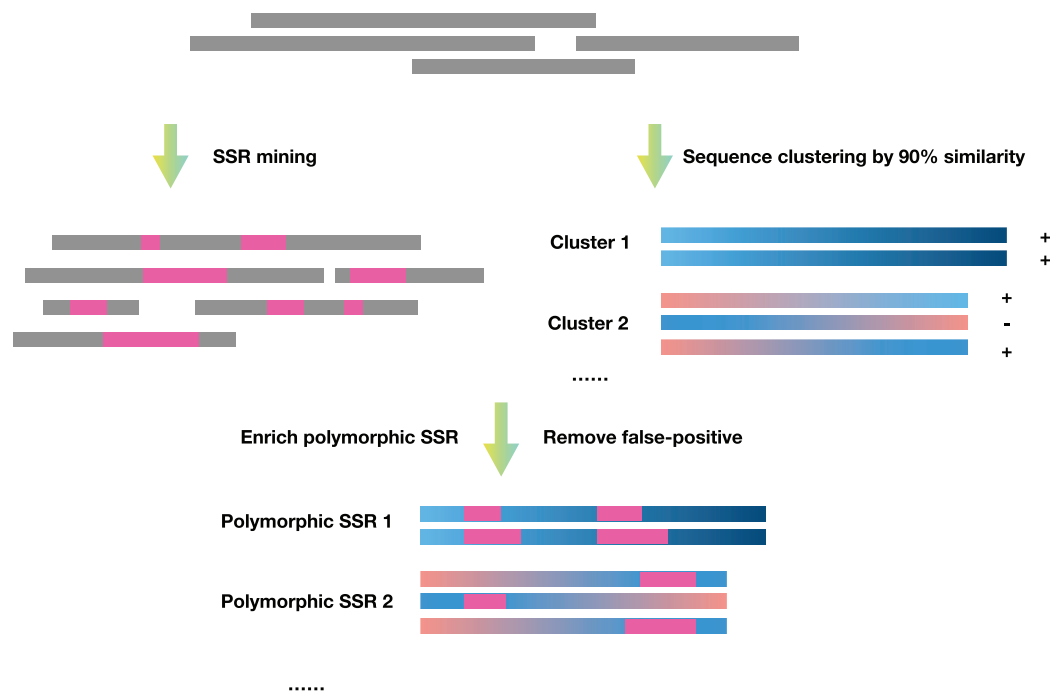 SSR mining
Sequence clustering by 90% similarity
Cluster 1
+
+
Cluster 2
+
-
+
......
Enrich polymorphic SSR
Remove false-positive
Polymorphic SSR 1
Polymorphic SSR 2
......